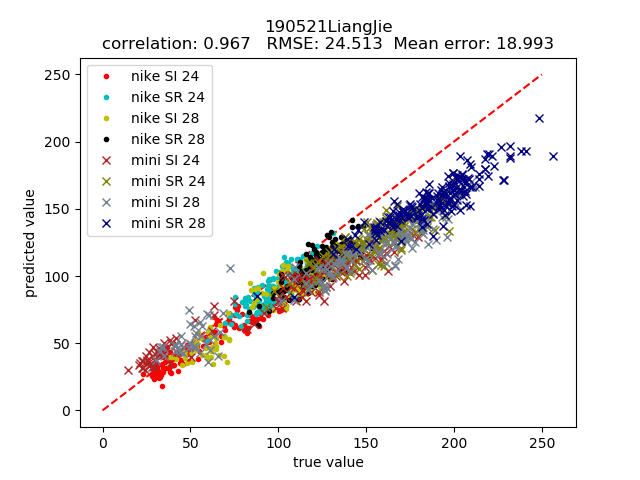 190521LiangJie
correlation: 0.967 RMSE: 24.513 Mean error: 18.993
250
200
150
100
50
0
predicted value
nike SI 24
nike SR 24
nike SI 28
nike SR 28
mini SI 24
mini SR 24
mini SI 28
mini SR 28
0 50 100 150 200 250
true value